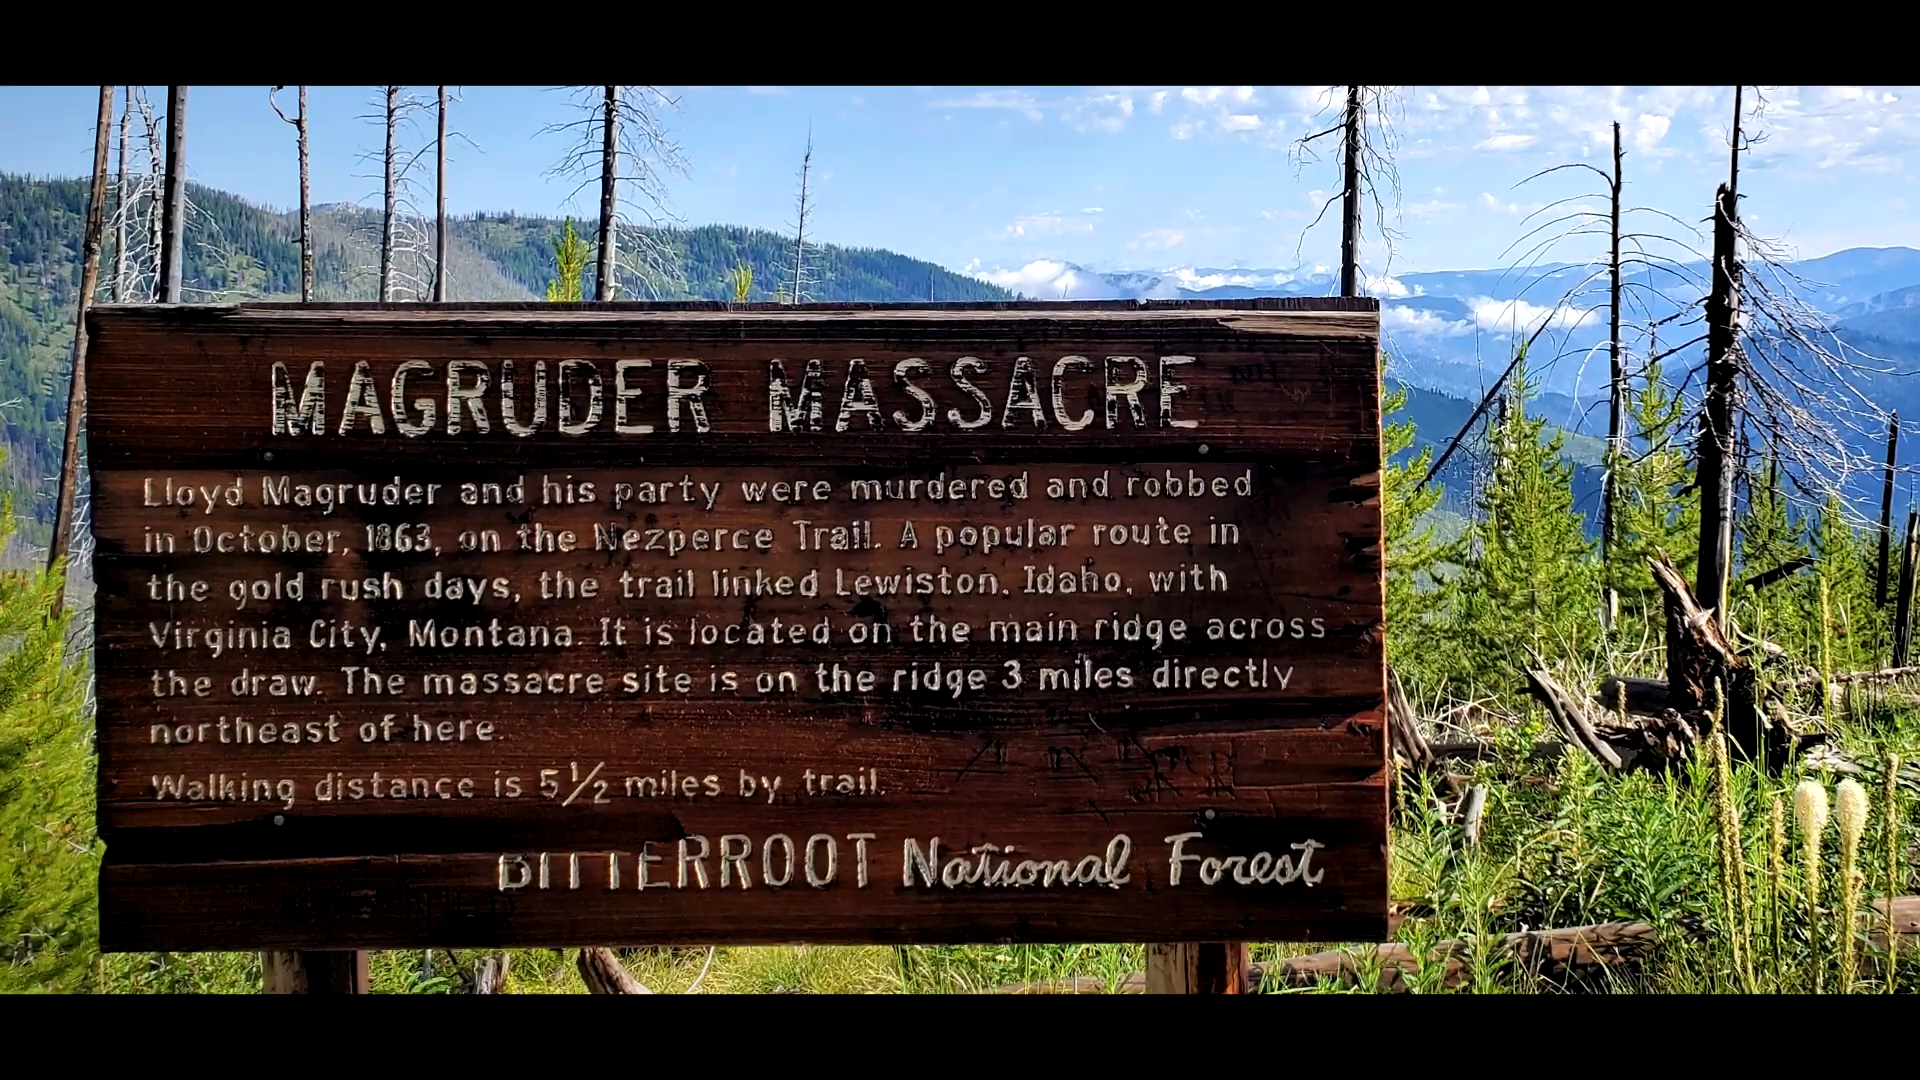 MAGRUDER MASSACRE
Lloyd Magruder and his party were murdered and robbed
in October, 1863, on the Nezperce Trail. A popular route in
the gold rush days, the trail linked Lewiston, Idaho, with
Virginia City, Montana. It is located on the main ridge across
the draw. The massacre site is on the ridge 3 miles directly
northeast of here.
Walking distance is 5½ miles by trail.
BITTERROOT National Forest